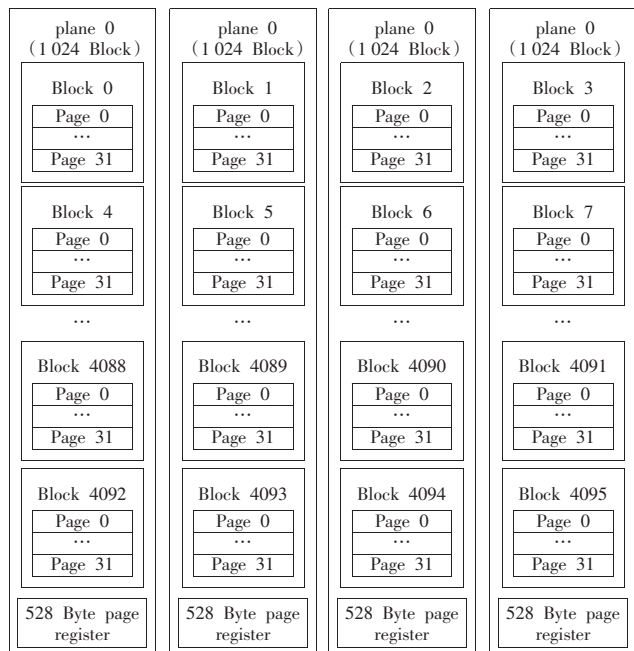 plane 0
(1 024 Block)
Block 0
Page 0
…
Page 31
Block 4
Page 0
…
Page 31
…
Block 4088
Page 0
…
Page 31
Block 4092
Page 0
…
Page 31
528 Byte page
register
plane 0
(1 024 Block)
Block 1
Page 0
…
Page 31
Block 5
Page 0
…
Page 31
…
Block 4089
Page 0
…
Page 31
Block 4093
Page 0
…
Page 31
528 Byte page
register
plane 0
(1 024 Block)
Block 2
Page 0
…
Page 31
Block 6
Page 0
…
Page 31
…
Block 4090
Page 0
…
Page 31
Block 4094
Page 0
…
Page 31
528 Byte page
register
plane 0
(1 024 Block)
Block 3
Page 0
…
Page 31
Block 7
Page 0
…
Page 31
…
Block 4091
Page 0
…
Page 31
Block 4095
Page 0
…
Page 31
528 Byte page
register